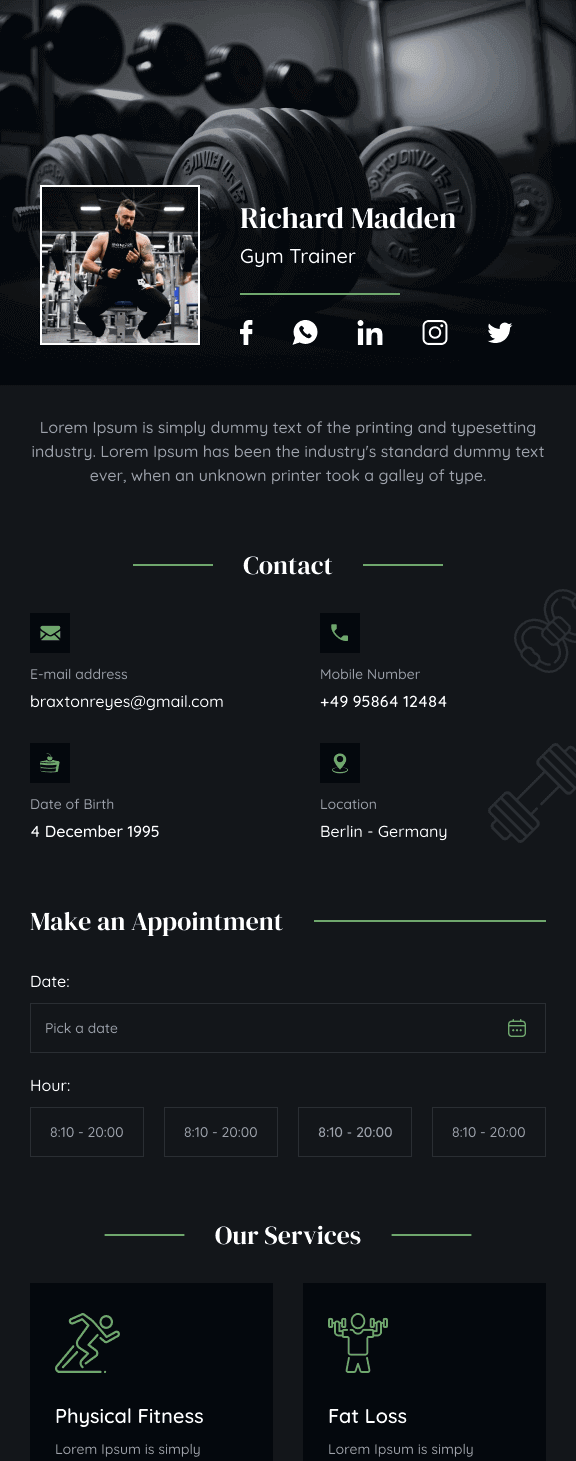 Richard Madden
Gym Trainer
Lorem Ipsum is simply dummy text of the printing and typesetting
industry. Lorem Ipsum has been the industry's standard dummy text
ever, when an unknown printer took a galley of type.
Contact
E-mail address
braxtonreyes@gmail.com
Mobile Number
+49 95864 12484
Date of Birth
4 December 1995
Location
Berlin - Germany
Make an Appointment
Date:
Pick a date
Hour:
8:10 - 20:00
8:10 - 20:00
8:10 - 20:00
8:10 - 20:00
Our Services
Physical Fitness
Lorem Ipsum is simply
Fat Loss
Lorem Ipsum is simply